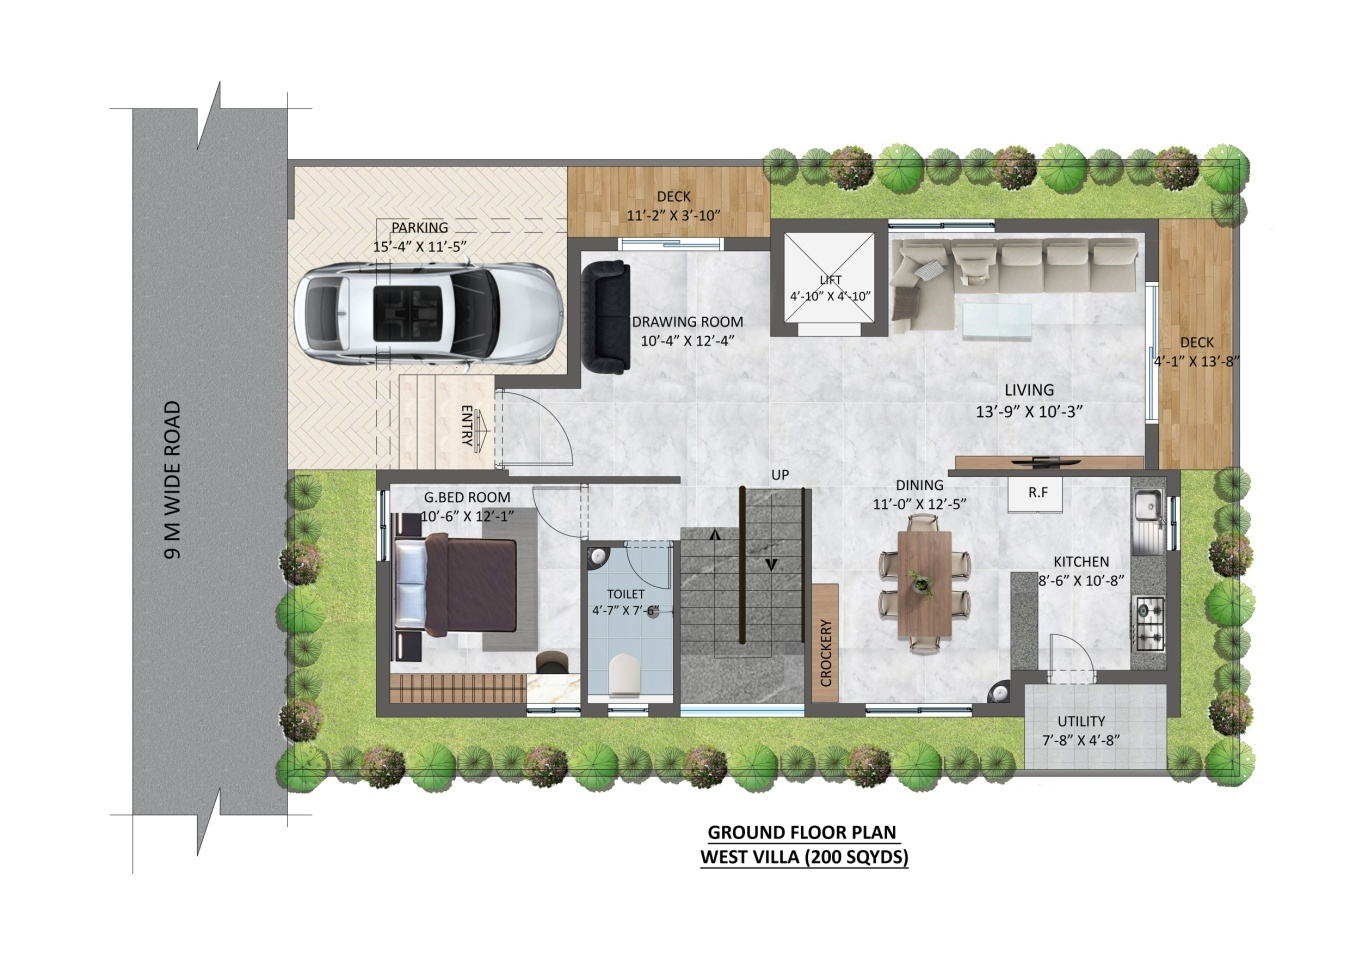 DECK
11'-2" X 3'-10"
PARKING
15'-4" X 11'-5"
LIFT
4'-10" X 4'-10"
DRAWING ROOM
10'-4" X 12'-4"
DECK
4'-1" X 13'-8"
LIVING
13'-9" X 10'-3"
ENTRY
9 M WIDE ROAD
UP
G.BED ROOM
10'-6" X 12'-1"
DINING
11'-0" X 12'-5"
R.F
KITCHEN
8'-6" X 10'-8"
TOILET
4'-7" X 7'-6"
CROCKERY
UTILITY
7'-8" X 4'-8"
GROUND FLOOR PLAN
WEST VILLA (200 SQYDS)